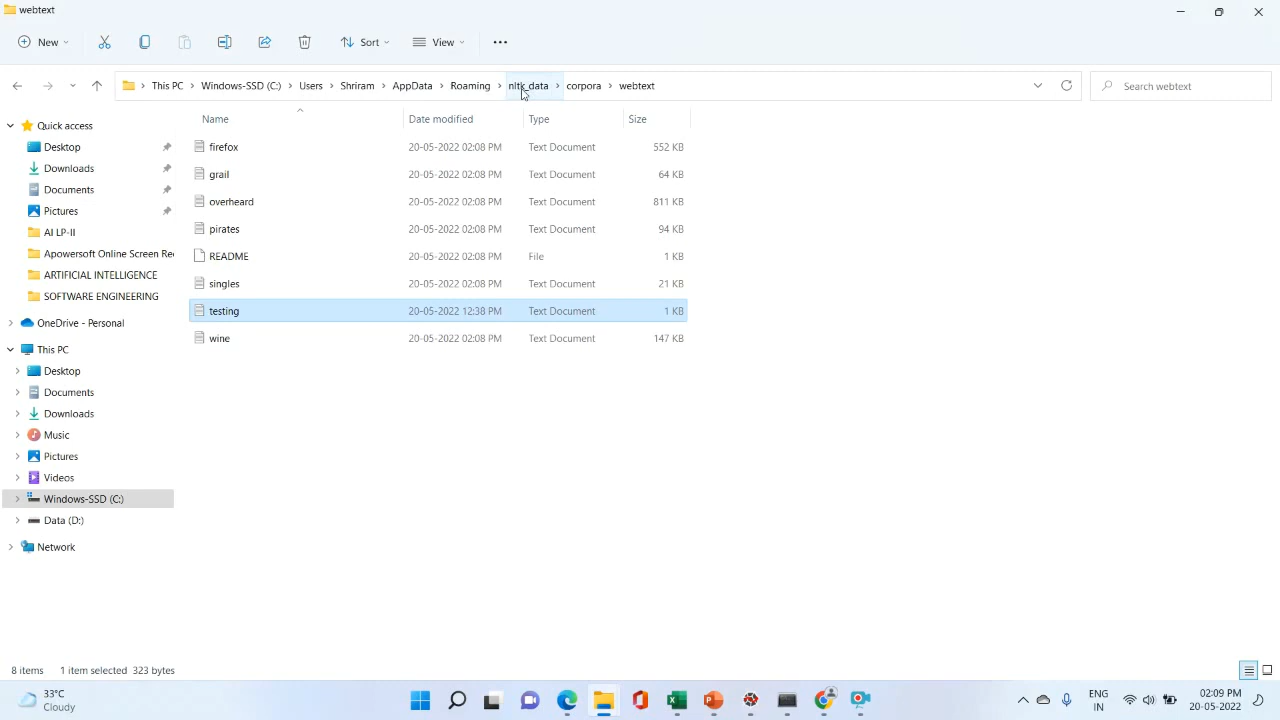 webtext
New
Sort
View
This PC > Windows-SSD (C:) > Users > Shriram > AppData > Roaming > nltk_data > corpora > webtext
Search webtext
Name Date modified Type Size
firefox 20-05-2022 02:08 PM Text Document 552 KB
grail 20-05-2022 02:08 PM Text Document 64 KB
overheard 20-05-2022 02:08 PM Text Document 811 KB
pirates 20-05-2022 02:08 PM Text Document 94 KB
README 20-05-2022 02:08 PM File 1 KB
singles 20-05-2022 02:08 PM Text Document 21 KB
testing 20-05-2022 12:38 PM Text Document 1 KB
wine 20-05-2022 02:08 PM Text Document 147 KB
Quick access
Desktop
Downloads
Documents
Pictures
AI LP-II
Apowersoft Online Screen Rec
ARTIFICIAL INTELLIGENCE
SOFTWARE ENGINEERING
OneDrive - Personal
This PC
Desktop
Documents
Downloads
Music
Pictures
Videos
Windows-SSD (C:)
Data (D:)
Network
8 items 1 item selected 323 bytes
33°C
Cloudy
ENG
IN
02:09 PM
20-05-2022